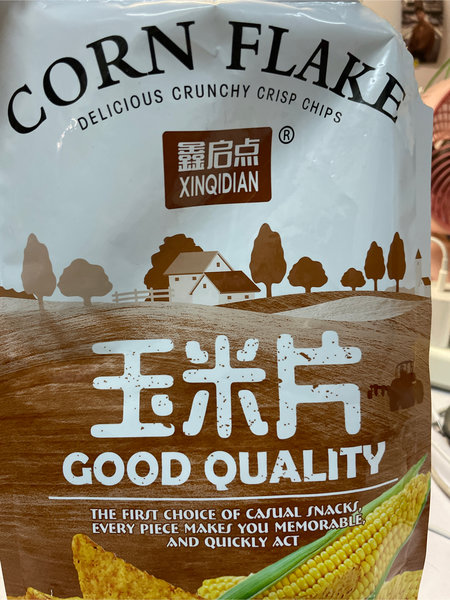 CORN FLAKE
DELICIOUS CRUNCHY CRISP CHIPS
鑫启点®
XINQIDIAN
玉米片
GOOD QUALITY
THE FIRST CHOICE OF CASUAL SNACKS,
EVERY PIECE MAKES YOU MEMORABLE,
AND QUICKLY ACT